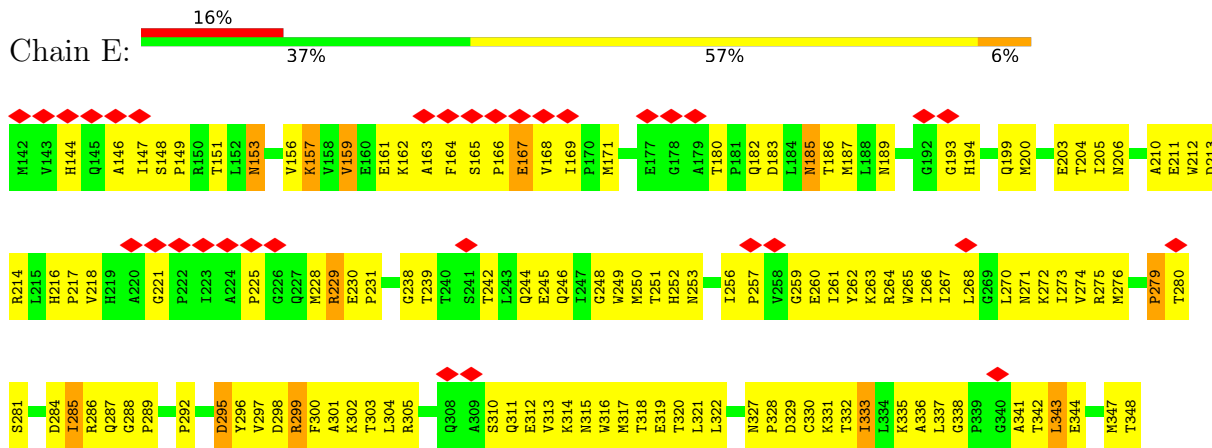 16%
Chain E:
37% 57% 6%
M142 V143 H144 Q145 A146 I147 S148 P149 R150 T151 L152 N153 V156 K157 V158 V159 E160 E161 K162 A163 F164 S165 P166 E167 V168 I169 P170 M171 E177 G178 A179 T180 P181 Q182 D183 L184 N185 T186 M187 L188 N189 G192 G193 H194 Q199 M200 E203 T204 I205 N206 A210 E211 W212 D213
R214 L215 H216 P217 V218 H219 A220 G221 P222 I223 A224 P225 G226 Q227 M228 R229 E230 P231 G238 T239 T240 S241 T242 L243 Q244 E245 Q246 I247 G248 W249 M250 T251 H252 N253 I256 P257 V258 G259 E260 I261 Y262 K263 R264 W265 I266 I267 L268 G269 L270 N271 K272 I273 V274 R275 M276 P279 T280
S281 D284 I285 R286 Q287 G288 P289 P292 D295 Y296 V297 D298 R299 F300 A301 K302 T303 L304 R305 Q308 A309 S310 Q311 E312 V313 K314 N315 W316 M317 T318 E319 T320 L321 L322 N327 P328 D329 C330 K331 T332 I333 L334 K335 A336 L337 G338 P339 G340 A341 T342 L343 E344 M347 T348